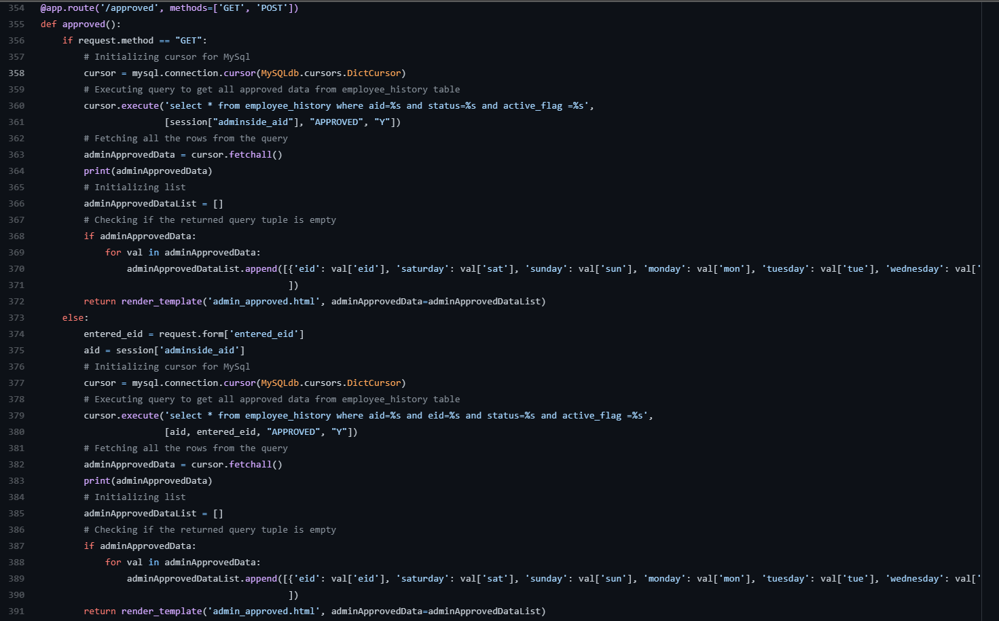 354 @app.route('/approved', methods=['GET', 'POST'])
355 def approved():
356     if request.method == "GET":
357         # Initializing cursor for MySql
358         cursor = mysql.connection.cursor(MySQLdb.cursors.DictCursor)
359         # Executing query to get all approved data from employee_history table
360         cursor.execute('select * from employee_history where aid=%s and status=%s and active_flag =%s',
361                        [session["adminside_aid"], "APPROVED", "Y"])
362         # Fetching all the rows from the query
363         adminApprovedData = cursor.fetchall()
364         print(adminApprovedData)
365         # Initializing list
366         adminApprovedDataList = []
367         # Checking if the returned query tuple is empty
368         if adminApprovedData:
369             for val in adminApprovedData:
370                 adminApprovedDataList.append([{'eid': val['eid'], 'saturday': val['sat'], 'sunday': val['sun'], 'monday': val['mon'], 'tuesday': val['tue'], 'wednesday': val['
371                                               ])
372         return render_template('admin_approved.html', adminApprovedData=adminApprovedDataList)
373     else:
374         entered_eid = request.form['entered_eid']
375         aid = session['adminside_aid']
376         # Initializing cursor for MySql
377         cursor = mysql.connection.cursor(MySQLdb.cursors.DictCursor)
378         # Executing query to get all approved data from employee_history table
379         cursor.execute('select * from employee_history where aid=%s and eid=%s and status=%s and active_flag =%s',
380                        [aid, entered_eid, "APPROVED", "Y"])
381         # Fetching all the rows from the query
382         adminApprovedData = cursor.fetchall()
383         print(adminApprovedData)
384         # Initializing list
385         adminApprovedDataList = []
386         # Checking if the returned query tuple is empty
387         if adminApprovedData:
388             for val in adminApprovedData:
389                 adminApprovedDataList.append([{'eid': val['eid'], 'saturday': val['sat'], 'sunday': val['sun'], 'monday': val['mon'], 'tuesday': val['tue'], 'wednesday': val['
390                                               ])
391         return render_template('admin_approved.html', adminApprovedData=adminApprovedDataList)